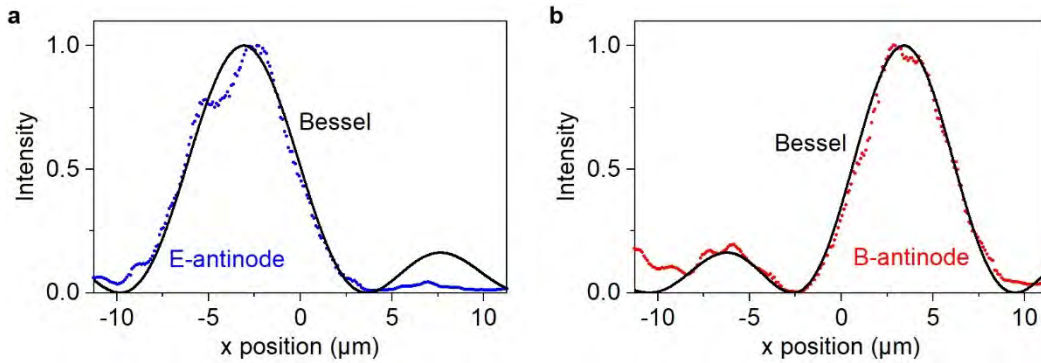 a
1.0
0.5
0.0
Intensity
Bessel
E-antinode
-10 -5 0 5 10
x position (µm)
b
1.0
0.5
0.0
Intensity
Bessel
B-antinode
-10 -5 0 5 10
x position (µm)